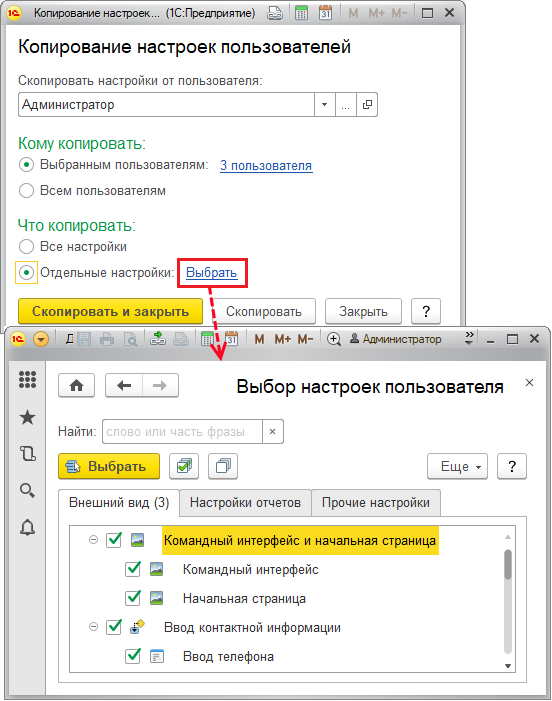 Копирование настроек... (1С:Предприятие)
31 M M+ M-
Копирование настроек пользователей
Скопировать настройки от пользователя:
Администратор
...
Кому копировать:
Выбранным пользователям: 3 пользователя
Всем пользователям
Что копировать:
Все настройки
Отдельные настройки: Выбрать
Скопировать и закрыть Скопировать Закрыть ?
Д 31 M M+ M- Администратор
Выбор настроек пользователя
Найти: слово или часть фразы
Выбрать Еще ?
Внешний вид (3) Настройки отчетов Прочие настройки
Командный интерфейс и начальная страница
Командный интерфейс
Начальная страница
Ввод контактной информации
Ввод телефона